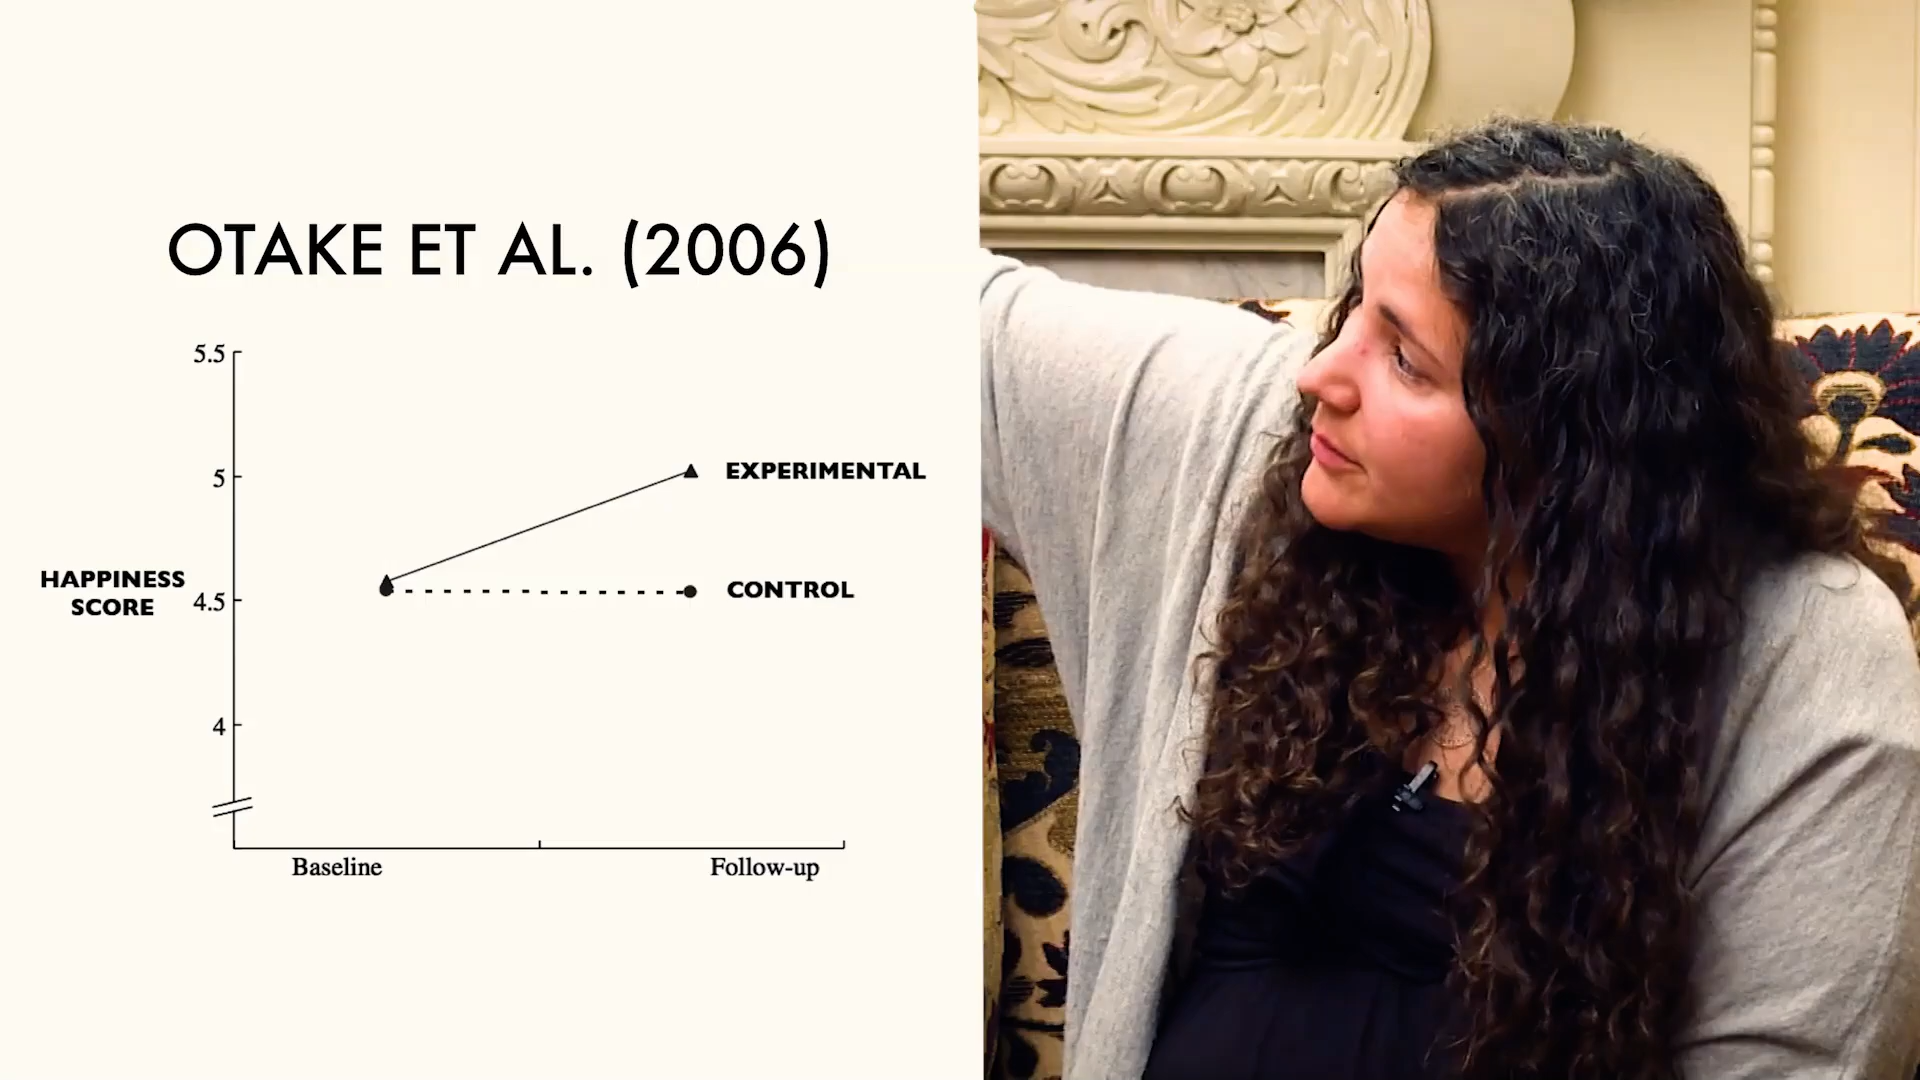 OTAKE ET AL. (2006)
5.5
5
EXPERIMENTAL
HAPPINESS
SCORE
4.5
CONTROL
4
Baseline
Follow-up